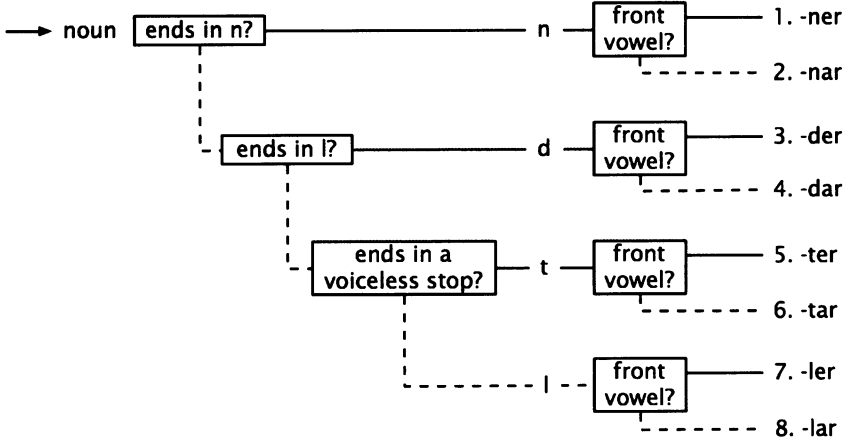 noun ends in n? n front vowel? 1. -ner
2. -nar
ends in l? d front vowel? 3. -der
4. -dar
ends in a voiceless stop? t front vowel? 5. -ter
6. -tar
l front vowel? 7. -ler
8. -lar